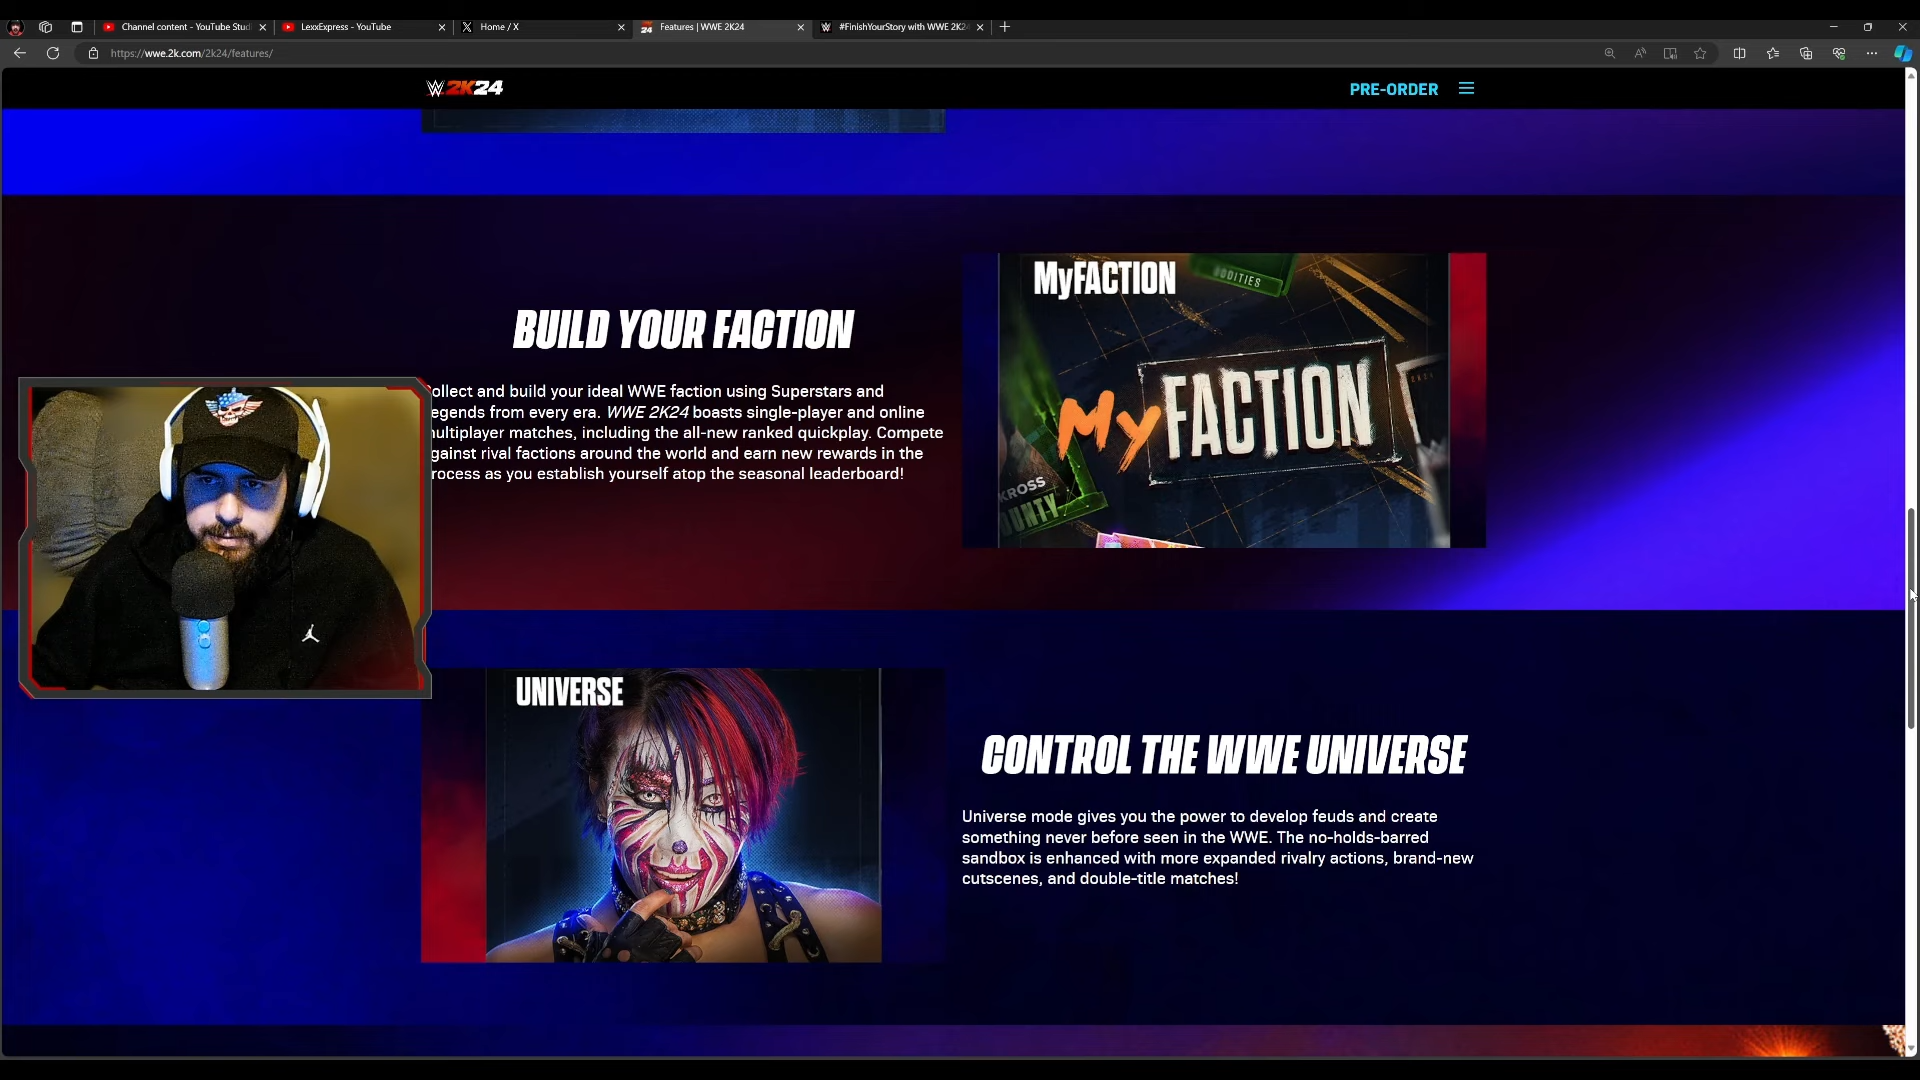 Channel content - YouTube Studi
LexxExpress - YouTube
Home / X
Features | WWE 2K24
#FinishYourStory with WWE 2K24
https://wwe.2k.com/2k24/features/
W 2K24
PRE-ORDER
MyFACTION
ODDITIES
BUILD YOUR FACTION
ollect and build your ideal WWE faction using Superstars and
egends from every era. WWE 2K24 boasts single-player and online
ultiplayer matches, including the all-new ranked quickplay. Compete
gainst rival factions around the world and earn new rewards in the
rocess as you establish yourself atop the seasonal leaderboard!
My FACTION
KROSS
UNTY
UNIVERSE
CONTROL THE WWE UNIVERSE
Universe mode gives you the power to develop feuds and create
something never before seen in the WWE. The no-holds-barred
sandbox is enhanced with more expanded rivalry actions, brand-new
cutscenes, and double-title matches!